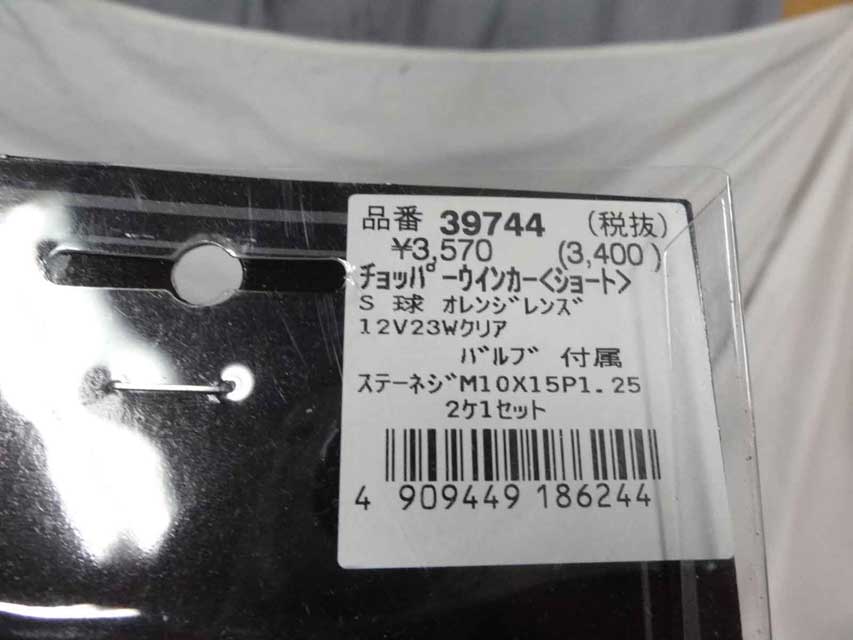 品番 39744 (税抜)
¥3,570 (3,400)
チョッパーウインカー<ショート>
S 球 オレンジレンズ
12V23Wクリア
バルブ 付属
ステーネジM10X15P1.25
2ケ1セット
4 909449 186244